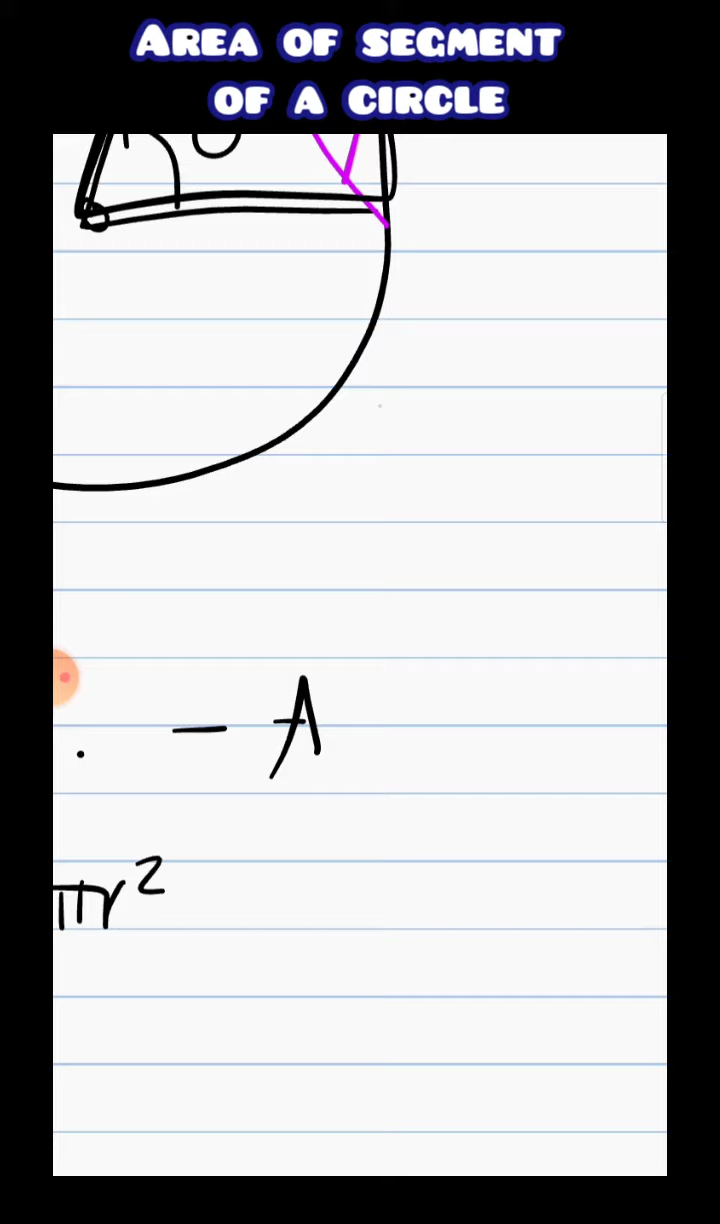 AREA OF SEGMENT
OF A CIRCLE
. – A
πr²